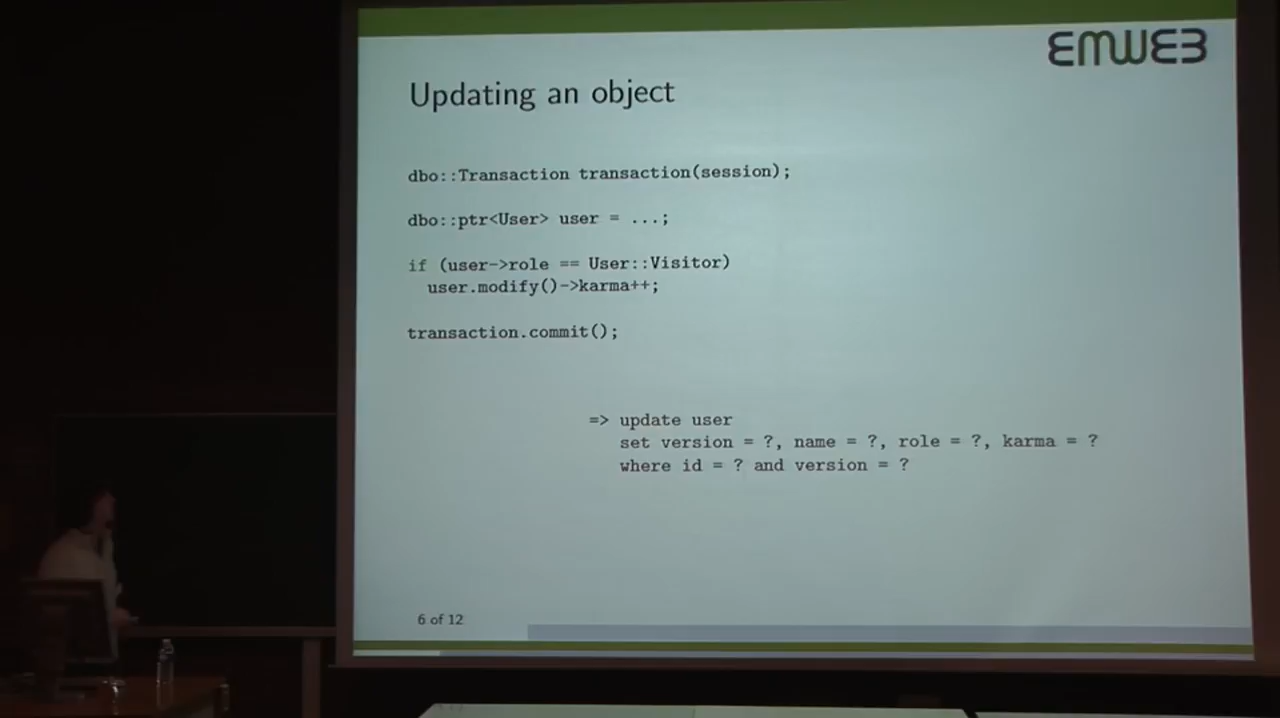 EMWEB
Updating an object
dbo::Transaction transaction(session);
dbo::ptr<User> user = ...;
if (user->role == User::Visitor)
user.modify()->karma++;
transaction.commit();
=> update user
set version = ?, name = ?, role = ?, karma = ?
where id = ? and version = ?
6 of 12